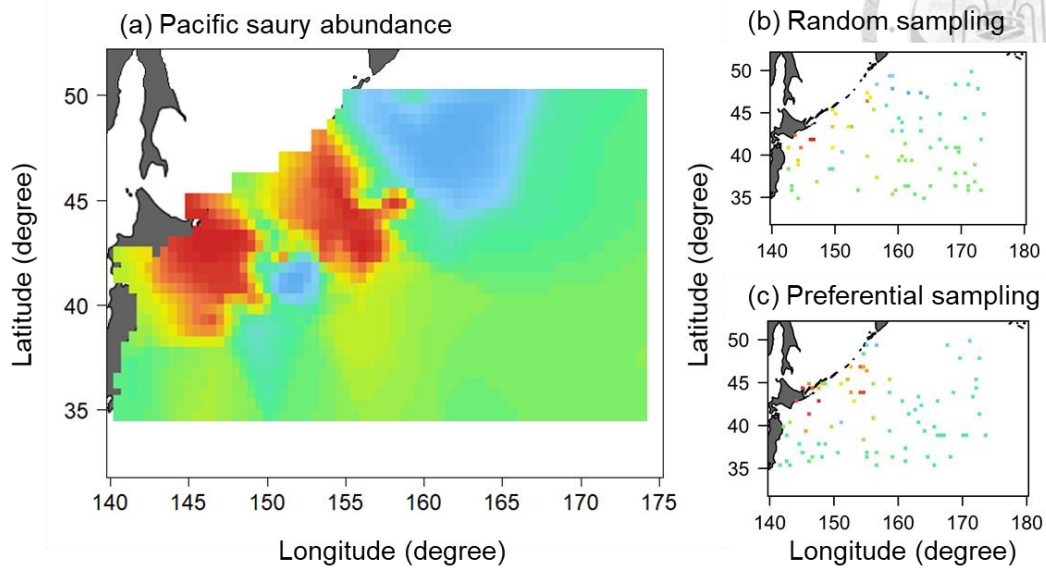 (a) Pacific saury abundance
Latitude (degree)
50
45
40
35
140 145 150 155 160 165 170 175
Longitude (degree)
(b) Random sampling
50
45
40
35
140 150 160 170 180
Latitude (degree)
(c) Preferential sampling
50
45
40
35
140 150 160 170 180
Longitude (degree)